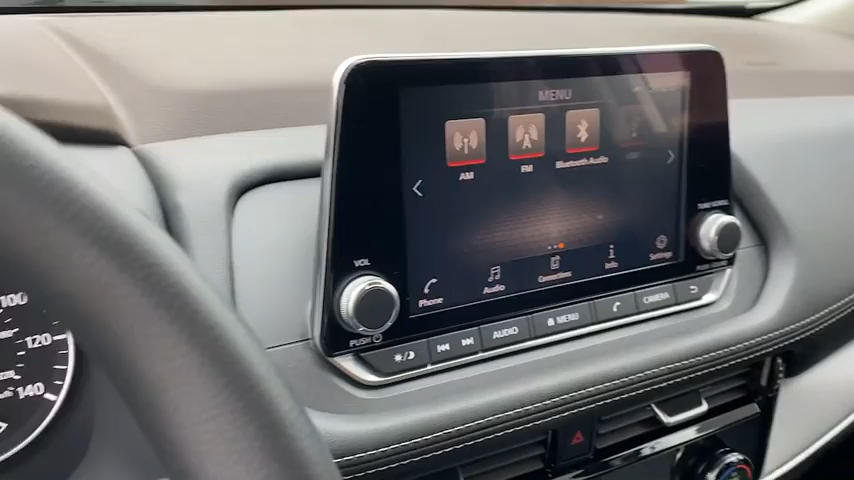 MENU
AM FM Bluetooth Audio
Phone Audio Connections Info Settings
VOL
TUNE·SCROLL
PUSH
AUDIO MENU CAMERA
100
120
140